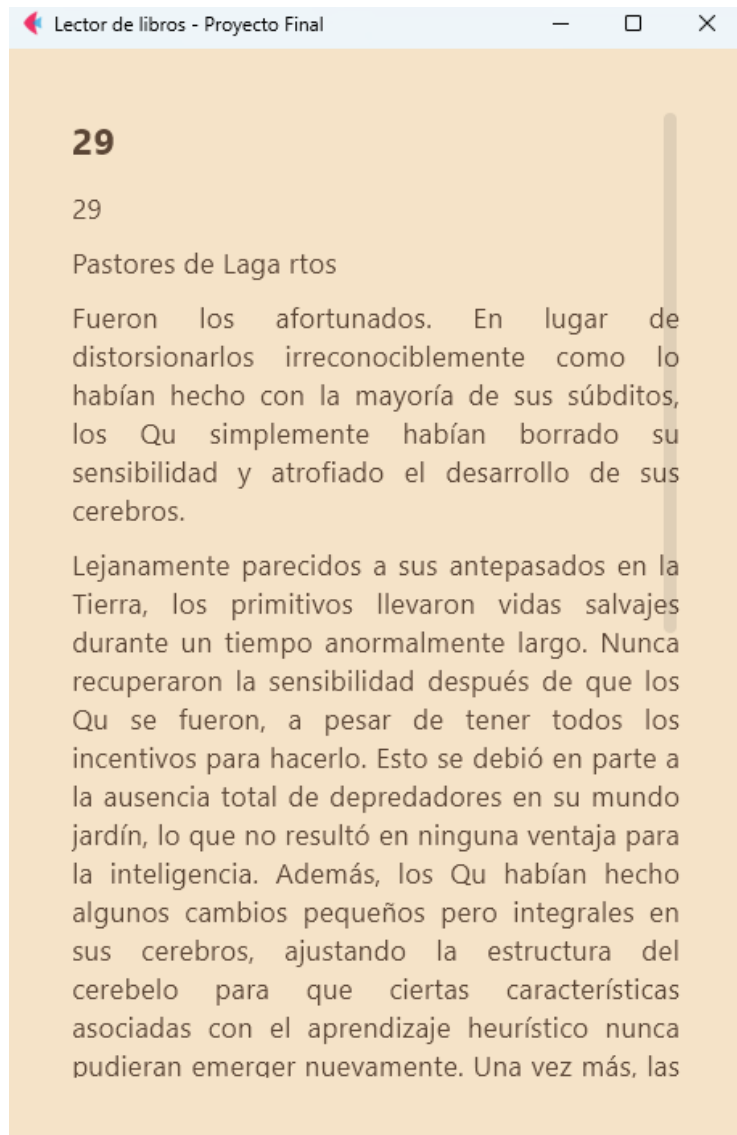 Lector de libros - Proyecto Final
29
29
Pastores de Laga rtos
Fueron los afortunados. En lugar de
distorsionarlos irreconociblemente como lo
habían hecho con la mayoría de sus súbditos,
los Qu simplemente habían borrado su
sensibilidad y atrofiado el desarrollo de sus
cerebros.
Lejanamente parecidos a sus antepasados en la
Tierra, los primitivos llevaron vidas salvajes
durante un tiempo anormalmente largo. Nunca
recuperaron la sensibilidad después de que los
Qu se fueron, a pesar de tener todos los
incentivos para hacerlo. Esto se debió en parte a
la ausencia total de depredadores en su mundo
jardín, lo que no resultó en ninguna ventaja para
la inteligencia. Además, los Qu habían hecho
algunos cambios pequeños pero integrales en
sus cerebros, ajustando la estructura del
cerebelo para que ciertas características
asociadas con el aprendizaje heurístico nunca
pudieran emerger nuevamente. Una vez más, las